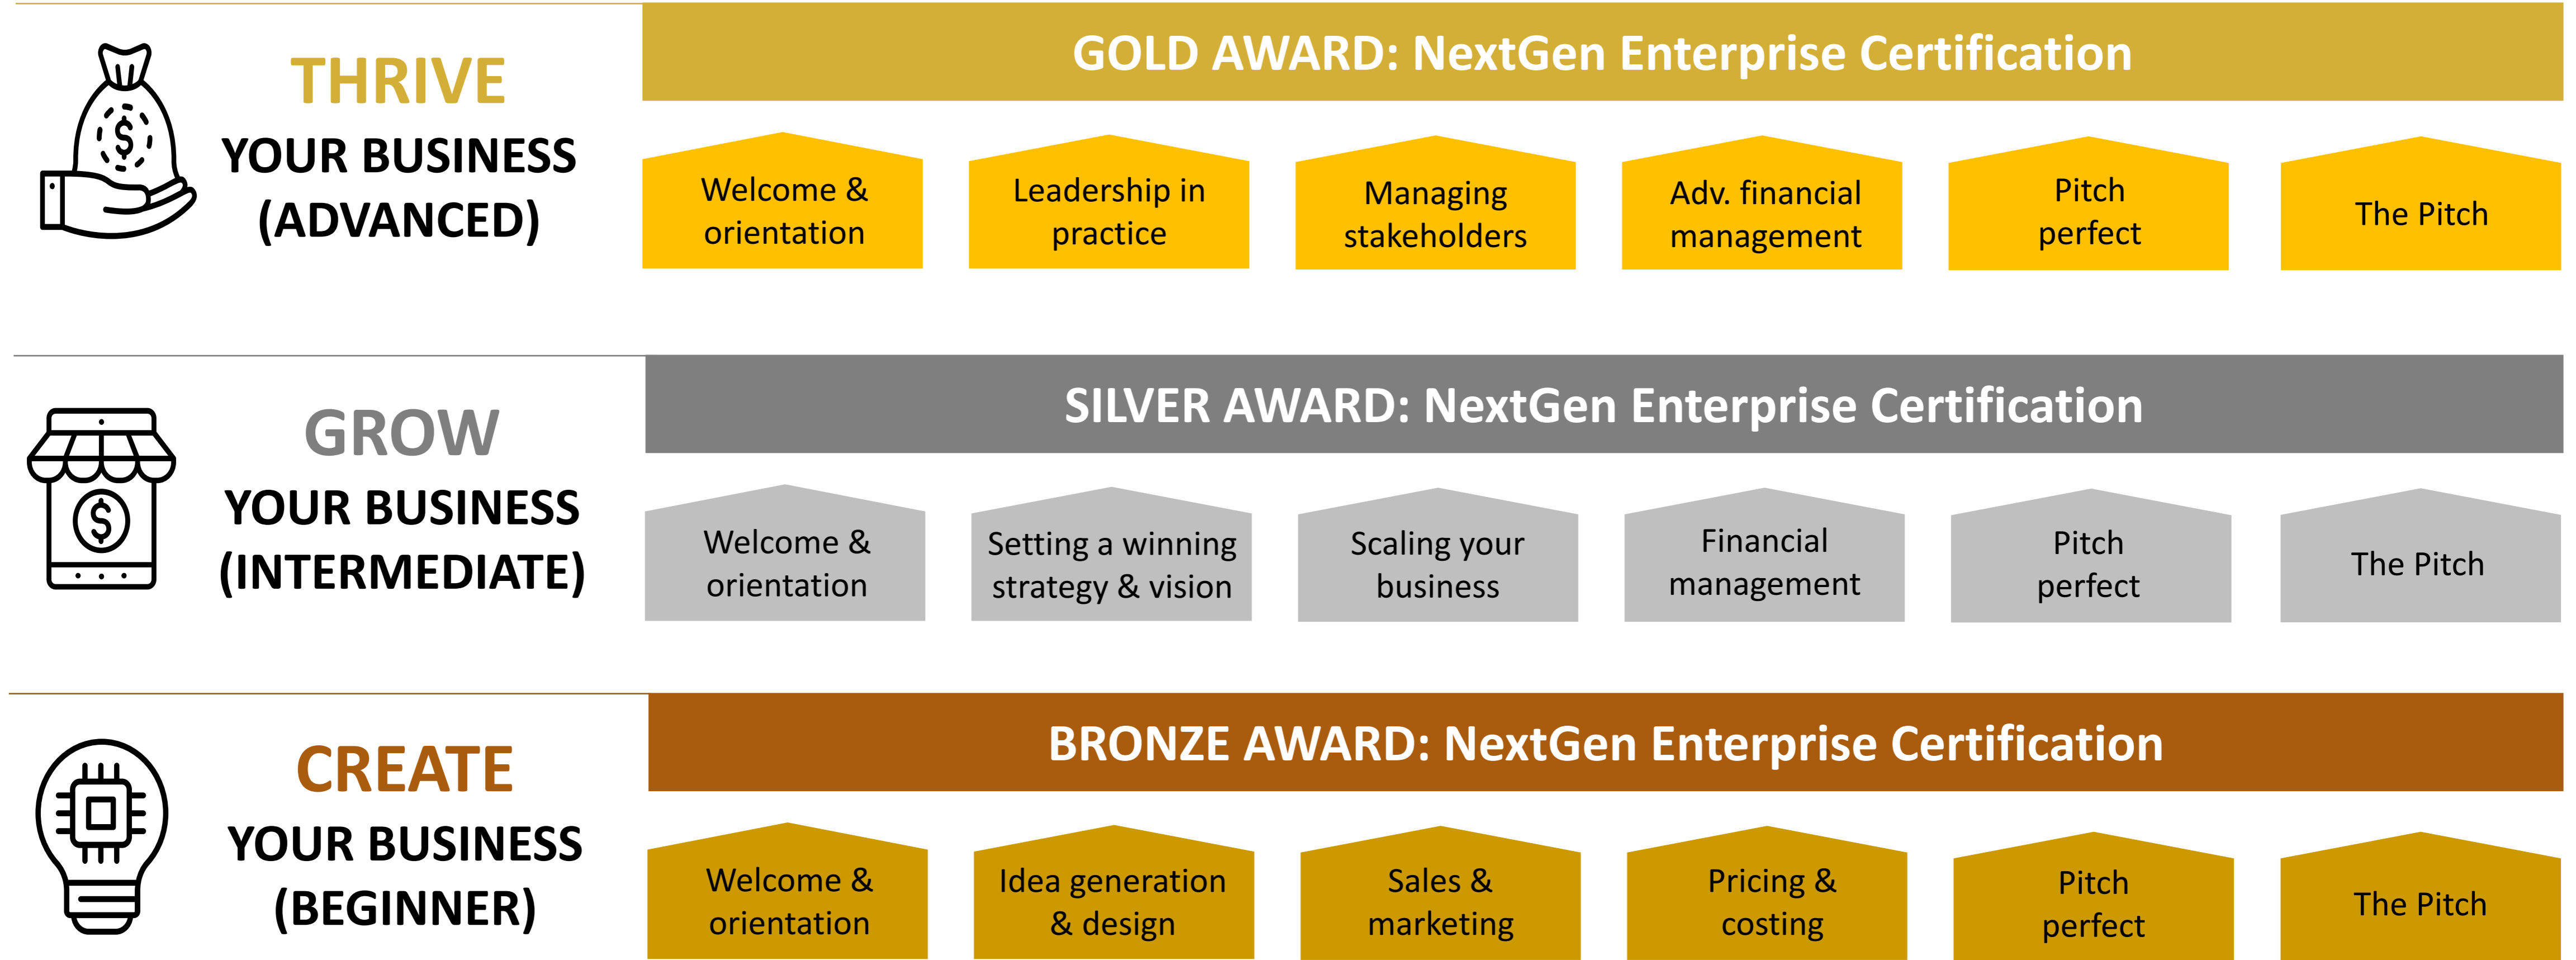 THRIVE
YOUR BUSINESS
(ADVANCED)
GOLD AWARD: NextGen Enterprise Certification
Welcome &
orientation
Leadership in
practice
Managing
stakeholders
Adv. financial
management
Pitch
perfect
The Pitch
GROW
YOUR BUSINESS
(INTERMEDIATE)
SILVER AWARD: NextGen Enterprise Certification
Welcome &
orientation
Setting a winning
strategy & vision
Scaling your
business
Financial
management
Pitch
perfect
The Pitch
CREATE
YOUR BUSINESS
(BEGINNER)
BRONZE AWARD: NextGen Enterprise Certification
Welcome &
orientation
Idea generation
& design
Sales &
marketing
Pricing &
costing
Pitch
perfect
The Pitch